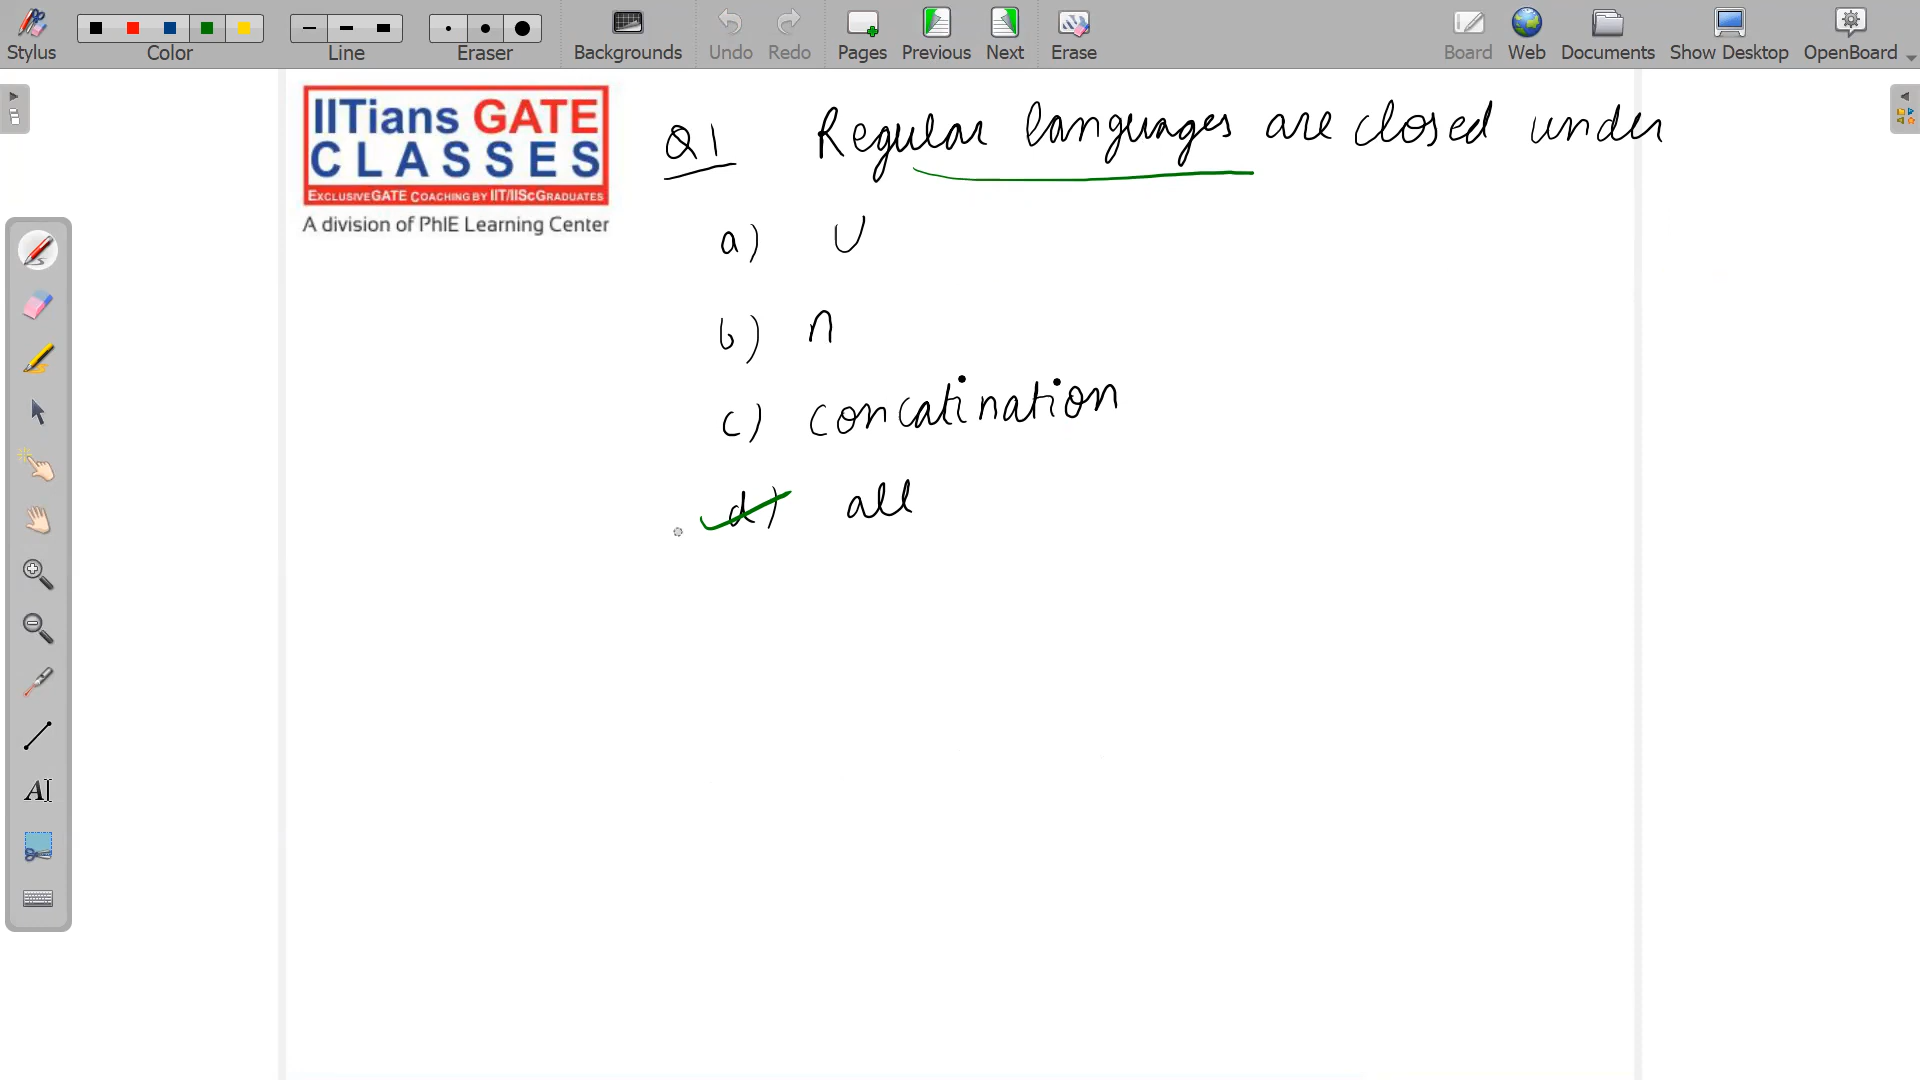 Stylus
Color
Line
Eraser
Backgrounds
Undo
Redo
Pages
Previous
Next
Erase
Board
Web
Documents
Show Desktop
OpenBoard
IITians GATE
CLASSES
EXCLUSIVE GATE COACHING BY IIT/IISC GRADUATES
A division of PhIE Learning Center
Q1 Regular languages are closed under
a) ∪
b) ∩
c) concatination
d) all
AI